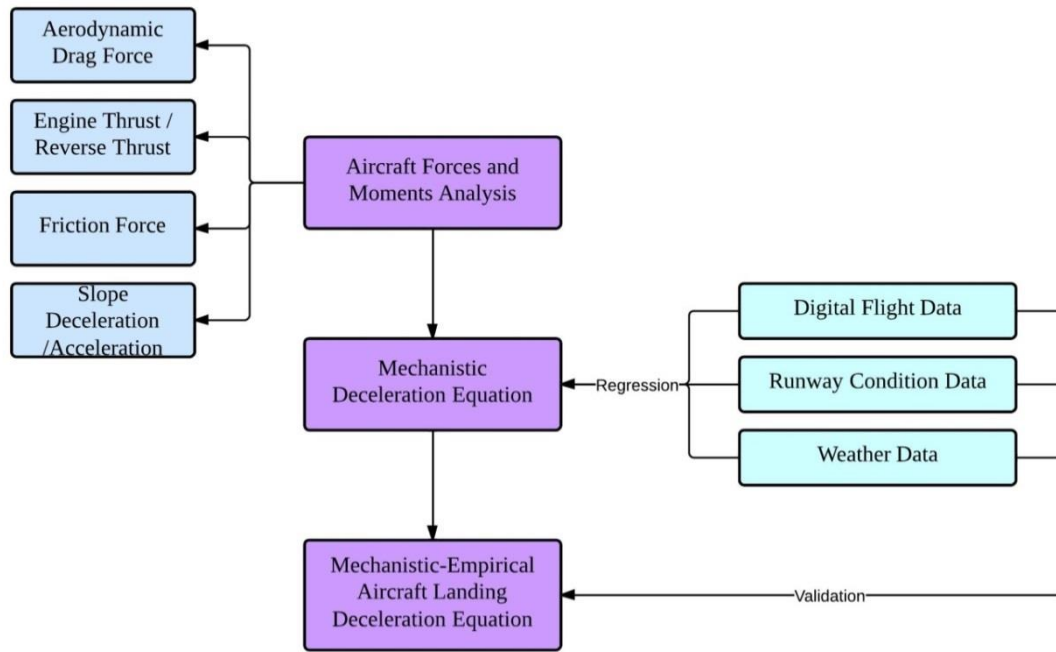 Aerodynamic
Drag Force
Engine Thrust /
Reverse Thrust
Friction Force
Slope
Deceleration
/Acceleration
Aircraft Forces and
Moments Analysis
Mechanistic
Deceleration Equation
Regression
Digital Flight Data
Runway Condition Data
Weather Data
Mechanistic-Empirical
Aircraft Landing
Deceleration Equation
Validation